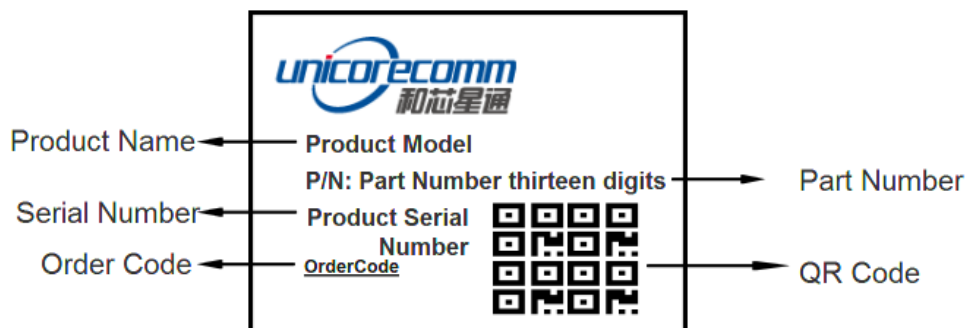 unicorecomm
和芯星通
Product Name
Product Model
P/N: Part Number thirteen digits
Part Number
Serial Number
Product Serial
Number
Order Code
OrderCode
QR Code